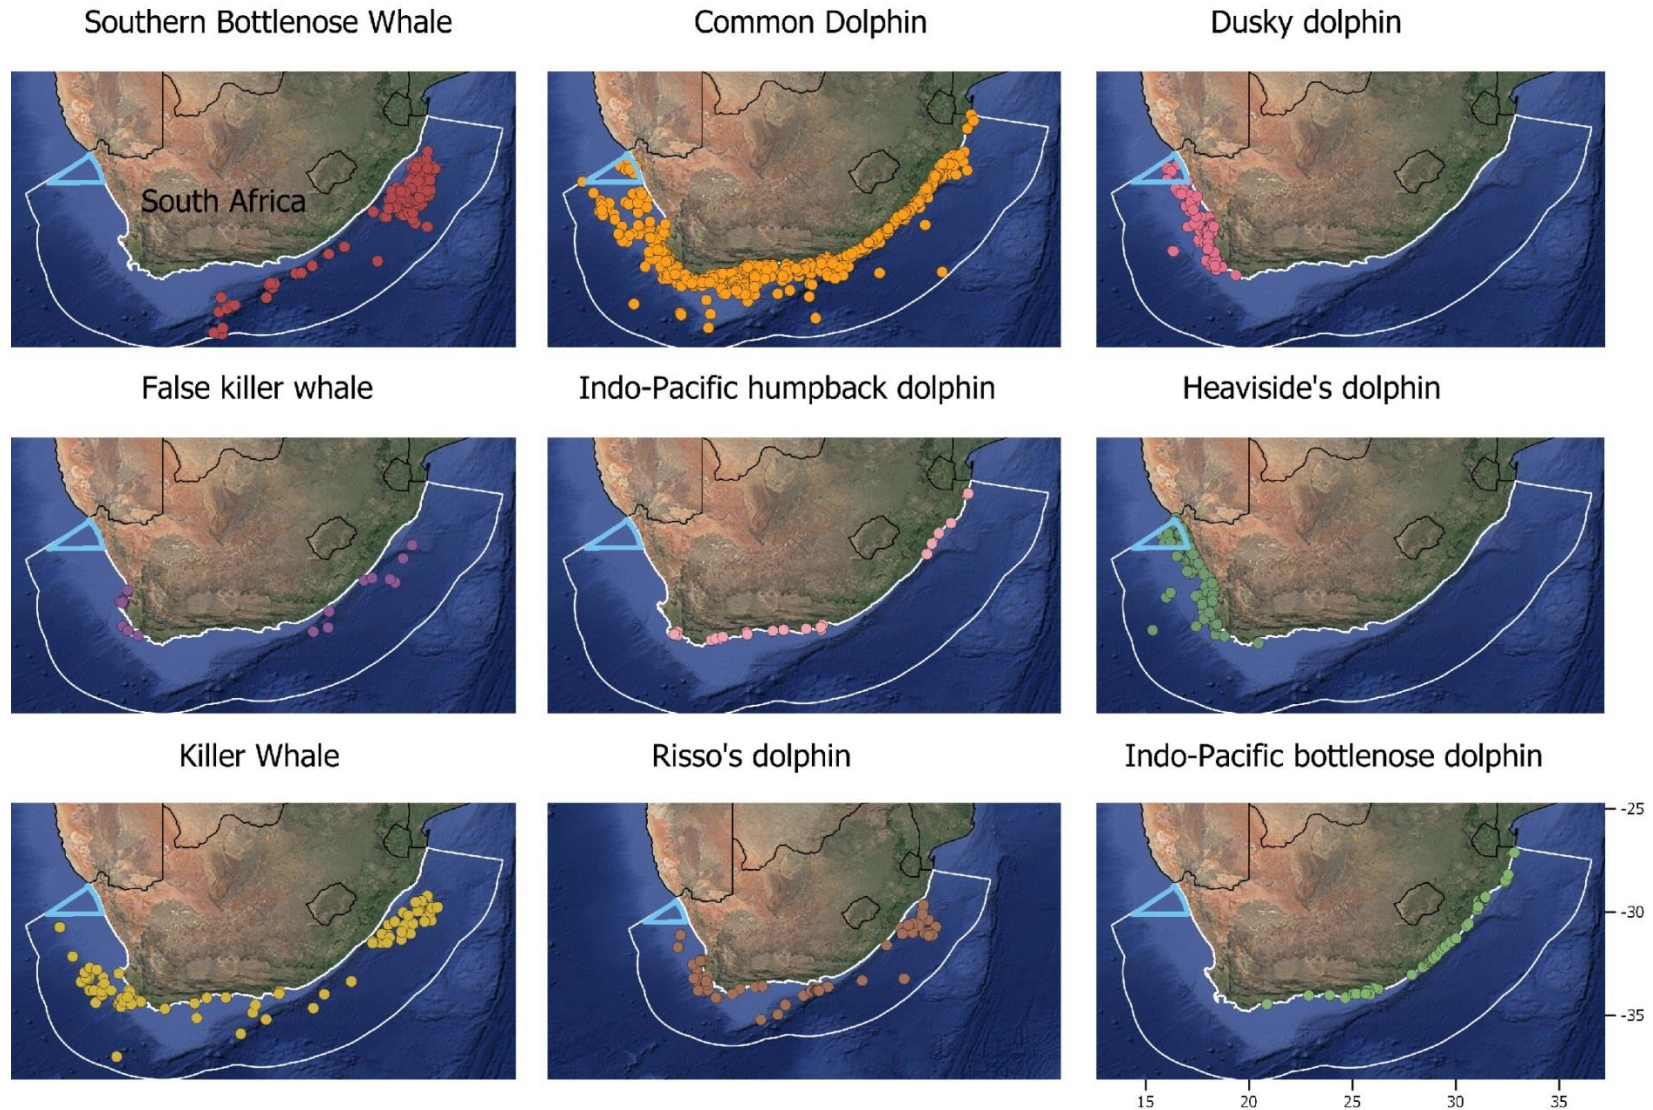 Southern Bottlenose Whale
Common Dolphin
Dusky dolphin
South Africa
False killer whale
Indo-Pacific humpback dolphin
Heaviside's dolphin
Killer Whale
Risso's dolphin
Indo-Pacific bottlenose dolphin
-25
-30
-35
15 20 25 30 35